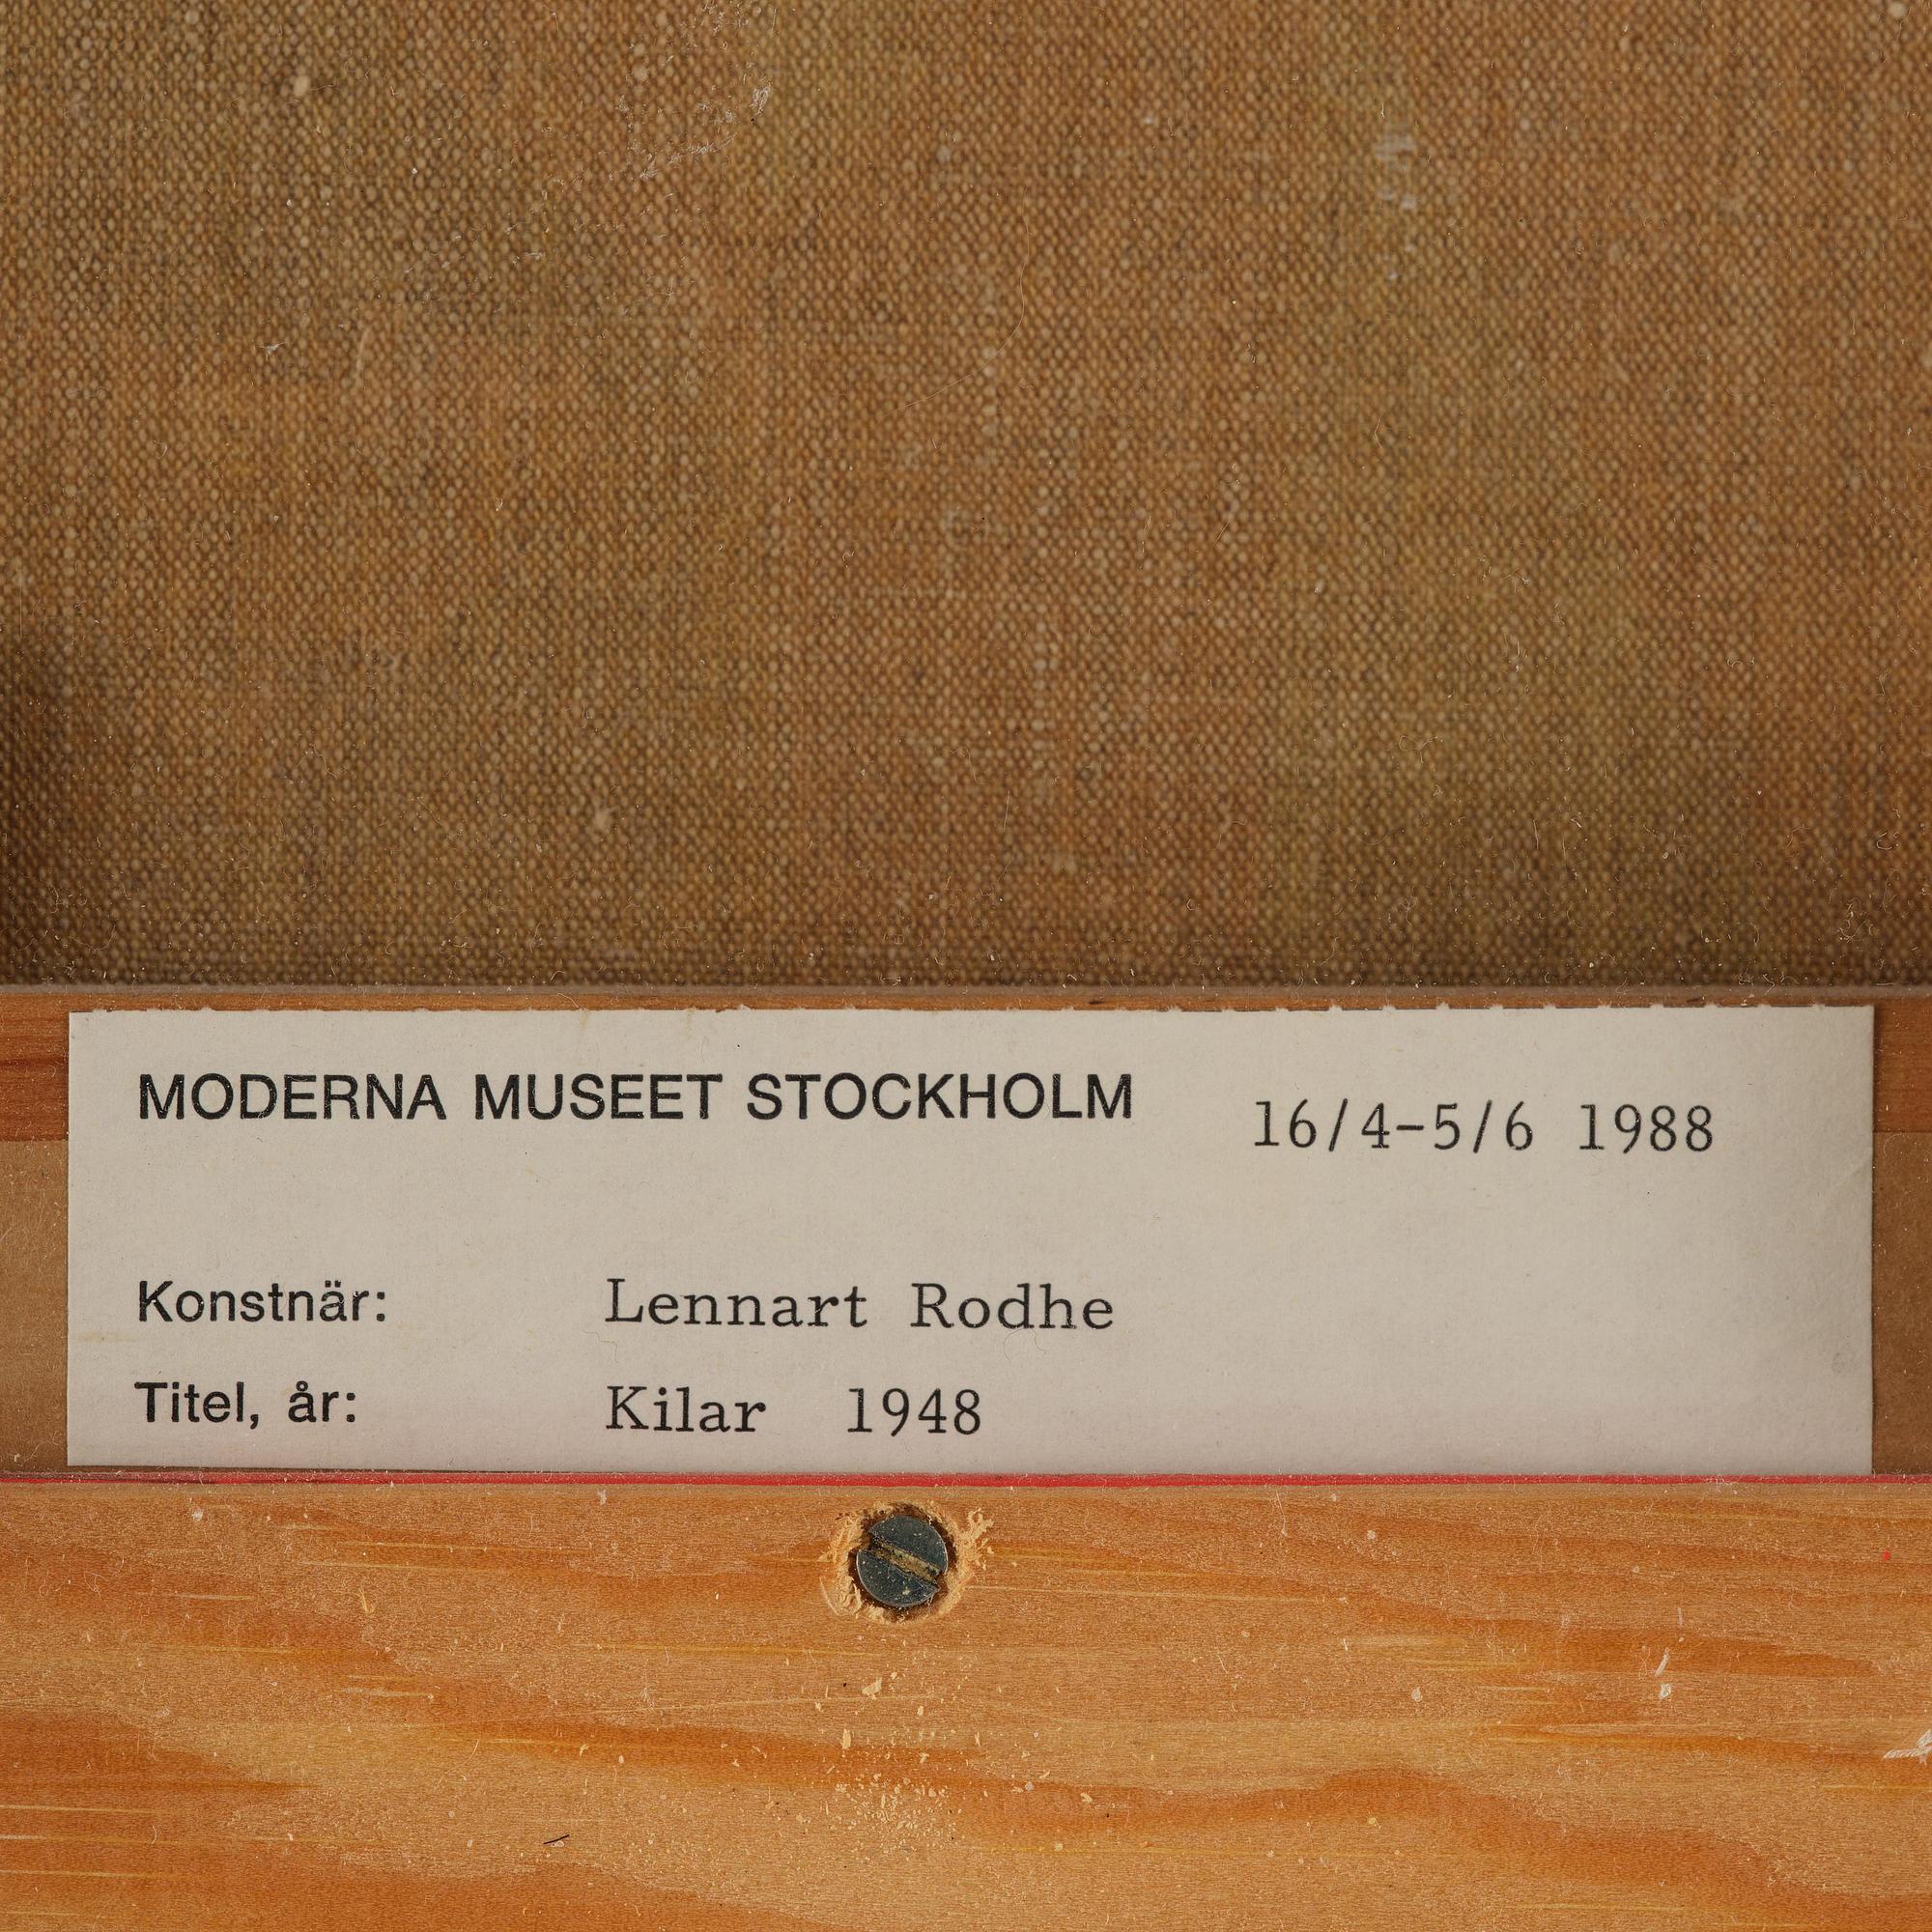 MODERNA MUSEET STOCKHOLM 16/4-5/6 1988
Konstnär: Lennart Rodhe
Titel, år: Kilar 1948